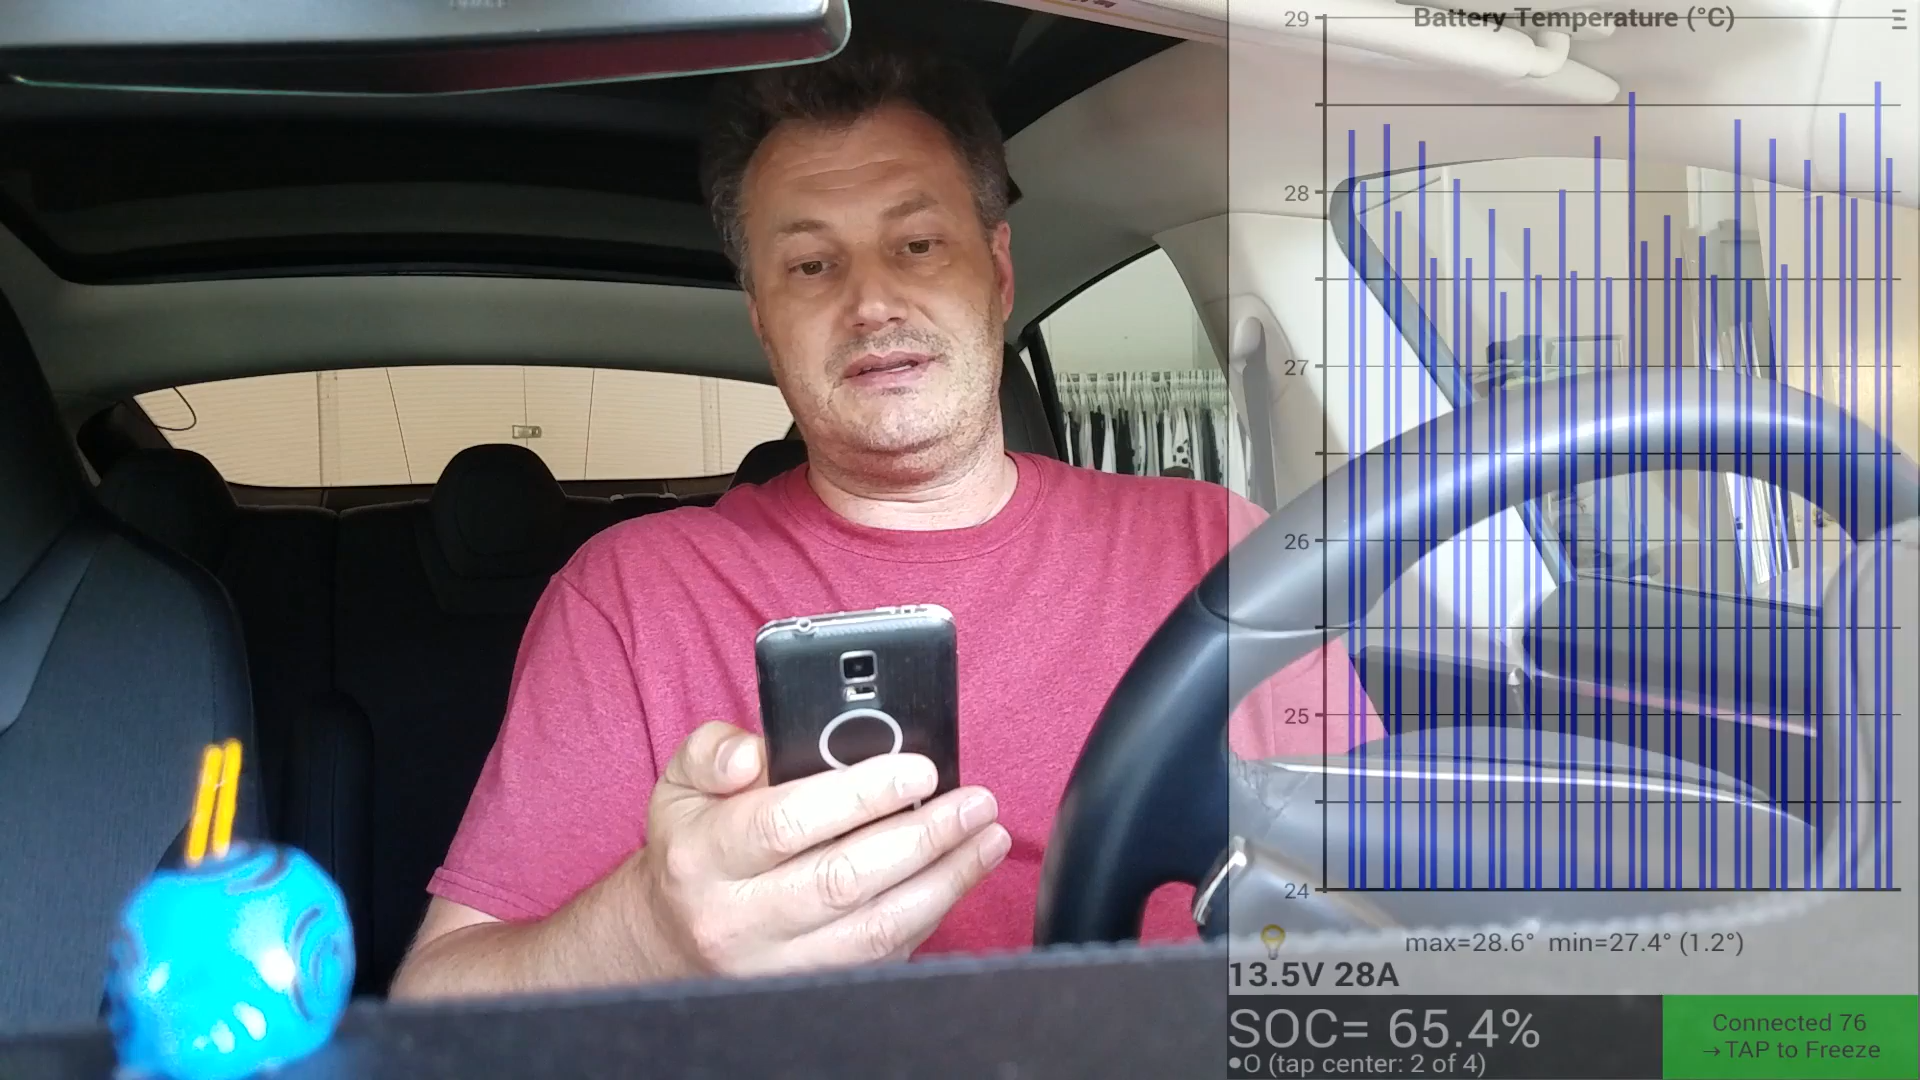 Battery Temperature (°C)
29
28
27
26
25
24
max=28.6° min=27.4° (1.2°)
13.5V 28A
SOC= 65.4%
●O (tap center: 2 of 4)
Connected 76
→TAP to Freeze